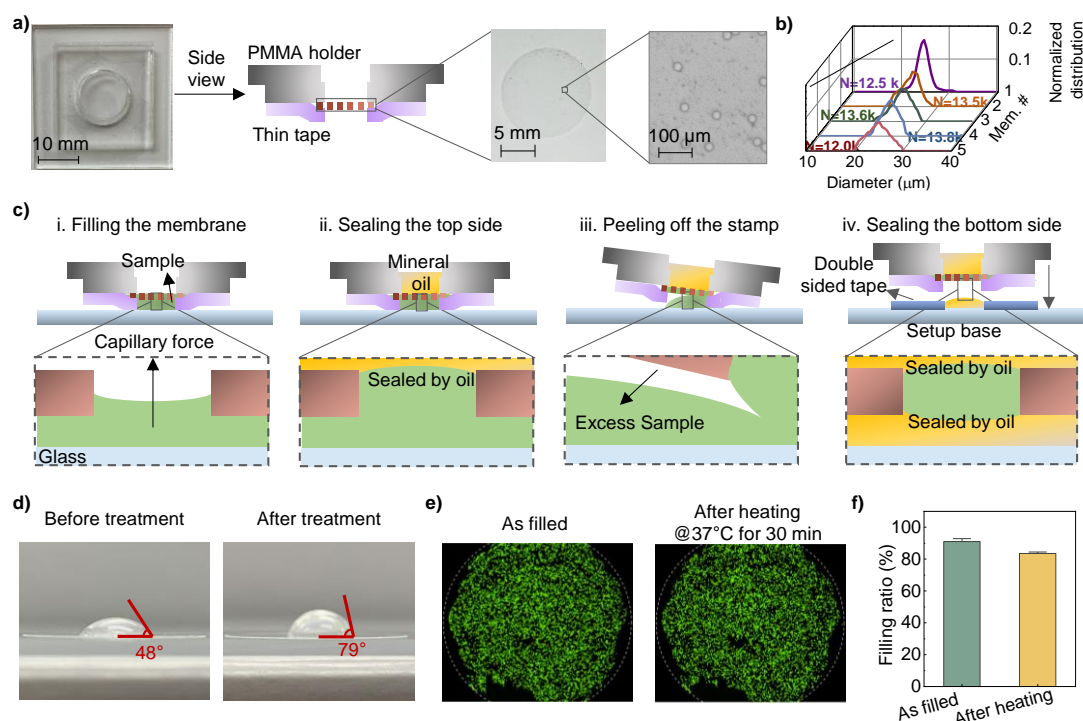 a)
PMMA holder
Side
view
Thin tape
10 mm
5 mm
100 µm
b)
0.2
0.1
Normalized
distribution
N=12.5 k
N=13.5k
N=13.6k
N=13.8k
N=12.0k
1
2
3
4
5
Mem. #
10
20
30
40
Diameter (µm)
c)
i. Filling the membrane
Sample
Capillary force
Glass
ii. Sealing the top side
Mineral
oil
Sealed by oil
iii. Peeling off the stamp
Excess Sample
iv. Sealing the bottom side
Double
sided tape
Setup base
Sealed by oil
Sealed by oil
d)
Before treatment
After treatment
48°
79°
e)
As filled
After heating
@37°C for 30 min
f)
Filling ratio (%)
100
80
60
40
20
0
As filled
After heating